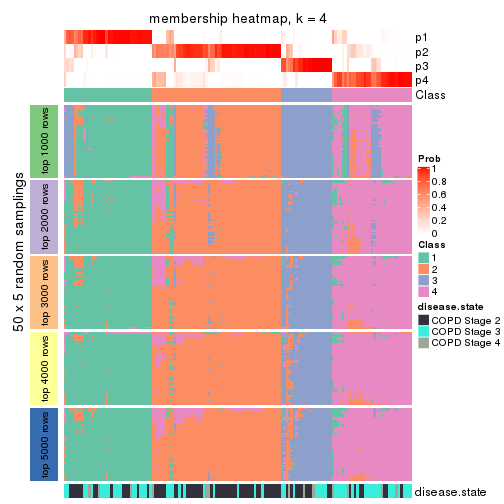 membership heatmap, k = 4
p1
p2
p3
p4
Class
50 x 5 random samplings
top 1000 rows
top 2000 rows
top 3000 rows
top 4000 rows
top 5000 rows
disease.state
Prob
1
0.8
0.6
0.4
0.2
0
Class
1
2
3
4
disease.state
COPD Stage 2
COPD Stage 3
COPD Stage 4